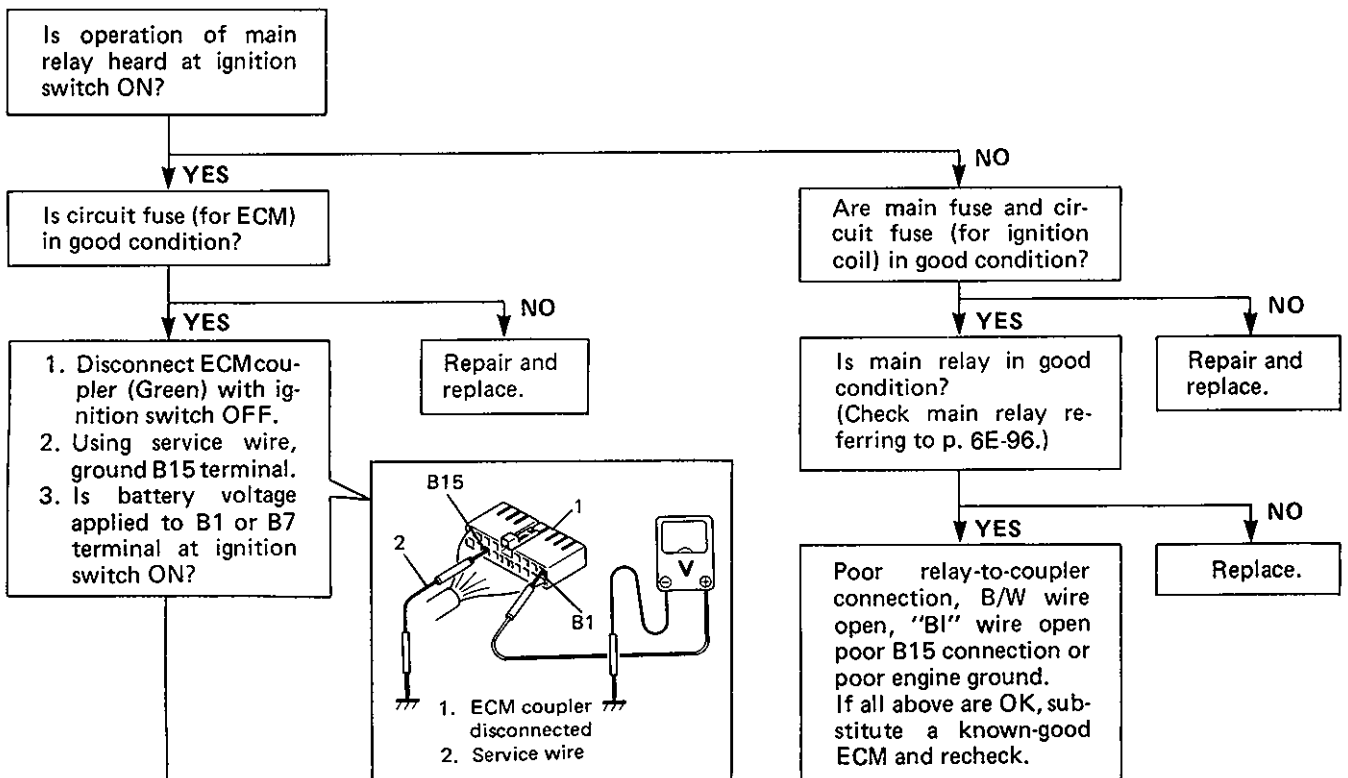 Is operation of main
relay heard at ignition
switch ON?
YES
NO
Is circuit fuse (for ECM)
in good condition?
Are main fuse and cir-
cuit fuse (for ignition
coil) in good condition?
YES
NO
YES
NO
1. Disconnect ECM cou-
pler (Green) with ig-
nition switch OFF.
2. Using service wire,
ground B15 terminal.
3. Is battery voltage
applied to B1 or B7
terminal at ignition
switch ON?
Repair and
replace.
Is main relay in good
condition?
(Check main relay re-
ferring to p. 6E-96.)
Repair and
replace.
B15
1
2
V
⊖ ⊕
B1
1. ECM coupler
disconnected
2. Service wire
YES
NO
Poor relay-to-coupler
connection, B/W wire
open, "Bl" wire open
poor B15 connection or
poor engine ground.
If all above are OK, sub-
stitute a known-good
ECM and recheck.
Replace.